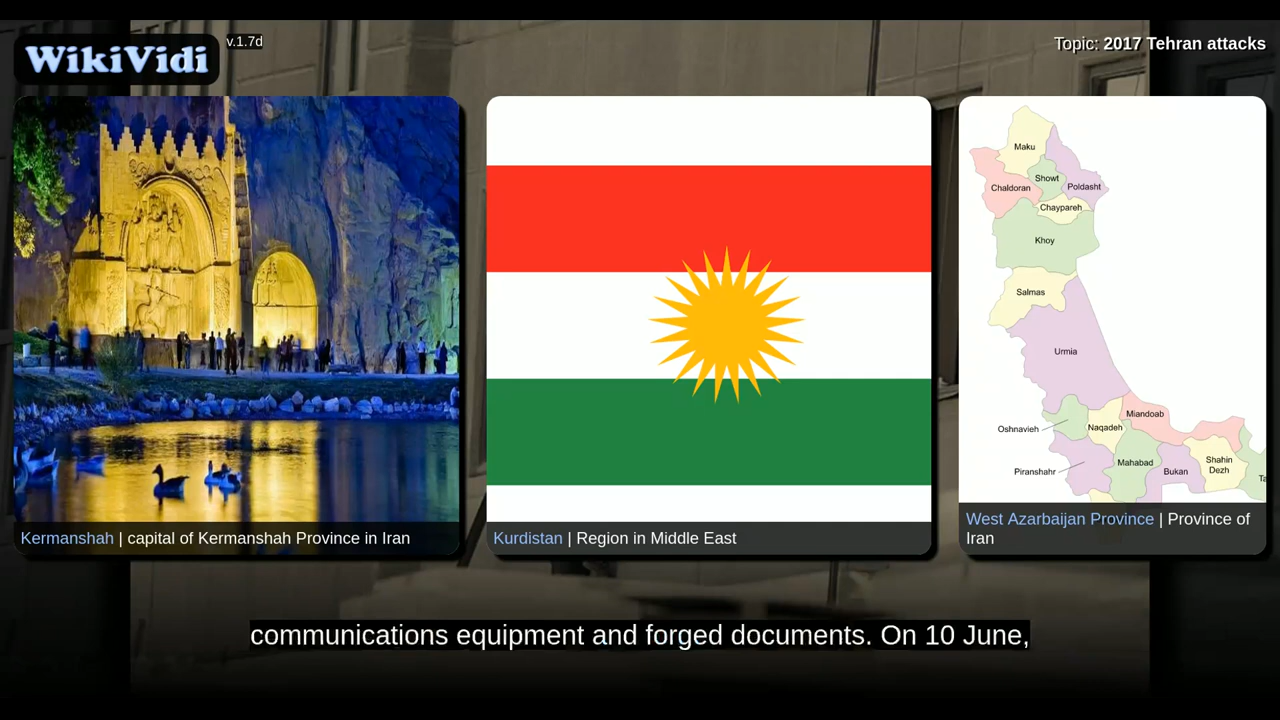 WikiVidi
v.1.7d
Topic: 2017 Tehran attacks
Maku
Chaldoran
Showt
Poldasht
Chaypareh
Khoy
Salmas
Urmia
Miandoab
Oshnavieh
Naqadeh
Piranshahr
Mahabad
Bukan
Shahin
Dezh
Ta
Kermanshah | capital of Kermanshah Province in Iran
Kurdistan | Region in Middle East
West Azarbaijan Province | Province of
Iran
communications equipment and forged documents. On 10 June,